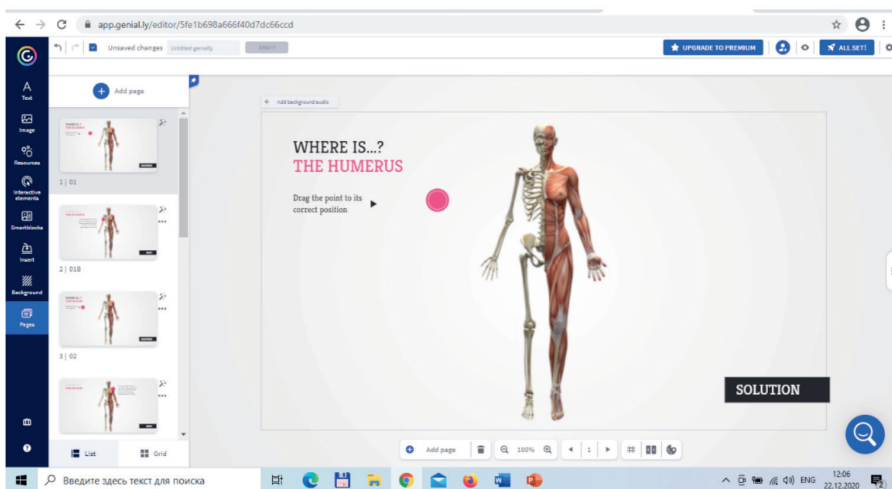 app.genial.ly/editor/5fe1b698a666f40d7dc66ccd
Unsaved changes
Untitled genially
UPGRADE TO PREMIUM
ALL SET!
Text
Image
Resources
Interactive elements
Smartblocks
Insert
Background
Pages
Add page
1 | 01
2 | 01B
3 | 02
List
Grid
Add background audio
WHERE IS...?
THE HUMERUS
Drag the point to its
correct position
SOLUTION
Add page
100%
1
Введите здесь текст для поиска
ENG
12:06
22.12.2020